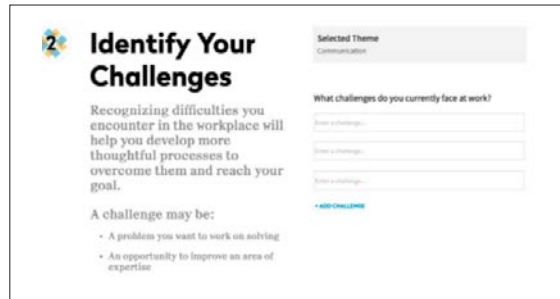 2
Identify Your
Challenges
Recognizing difficulties you
encounter in the workplace will
help you develop more
thoughtful processes to
overcome them and reach your
goal.
A challenge may be:
• A problem you want to work on solving
• An opportunity to improve an area of
expertise
Selected Theme
Communication
What challenges do you currently face at work?
Enter a challenge...
Enter a challenge...
Enter a challenge...
+ ADD CHALLENGE